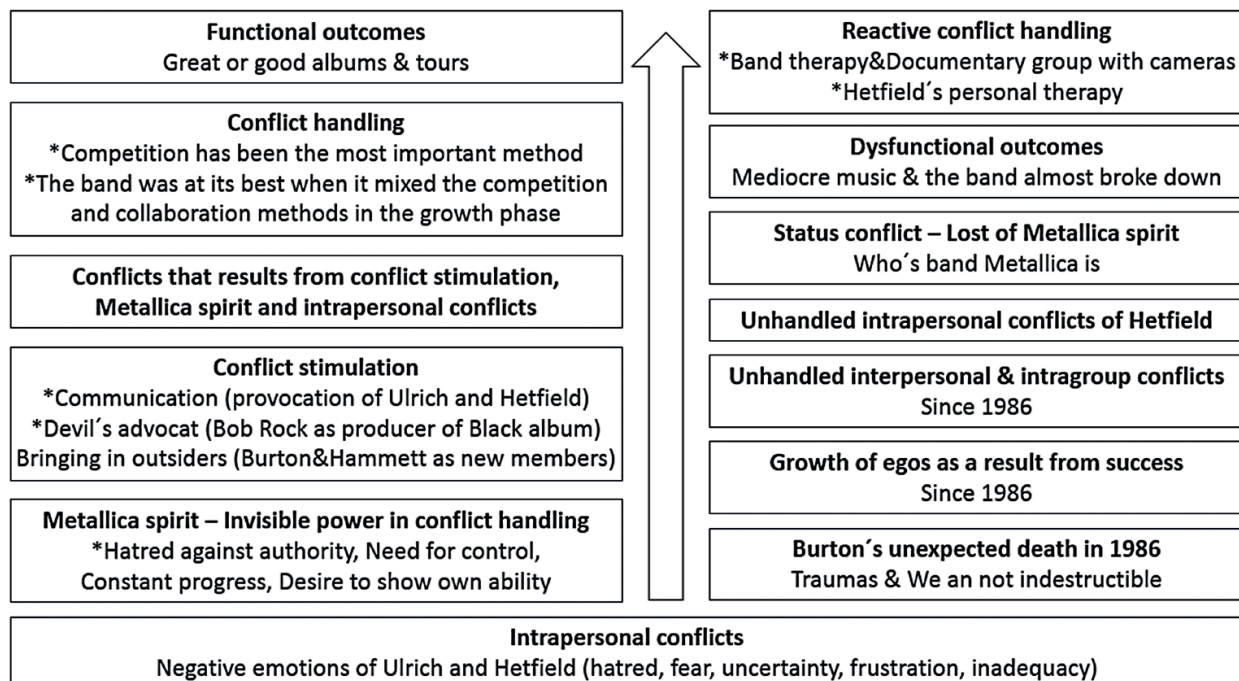 Functional outcomes
Great or good albums & tours
Conflict handling
*Competition has been the most important method
*The band was at its best when it mixed the competition
and collaboration methods in the growth phase
Conflicts that results from conflict stimulation,
Metallica spirit and intrapersonal conflicts
Conflict stimulation
*Communication (provocation of Ulrich and Hetfield)
*Devil´s advocat (Bob Rock as producer of Black album)
Bringing in outsiders (Burton&Hammett as new members)
Metallica spirit – Invisible power in conflict handling
*Hatred against authority, Need for control,
Constant progress, Desire to show own ability
Reactive conflict handling
*Band therapy&Documentary group with cameras
*Hetfield´s personal therapy
Dysfunctional outcomes
Mediocre music & the band almost broke down
Status conflict – Lost of Metallica spirit
Who´s band Metallica is
Unhandled intrapersonal conflicts of Hetfield
Unhandled interpersonal & intragroup conflicts
Since 1986
Growth of egos as a result from success
Since 1986
Burton´s unexpected death in 1986
Traumas & We an not indestructible
Intrapersonal conflicts
Negative emotions of Ulrich and Hetfield (hatred, fear, uncertainty, frustration, inadequacy)